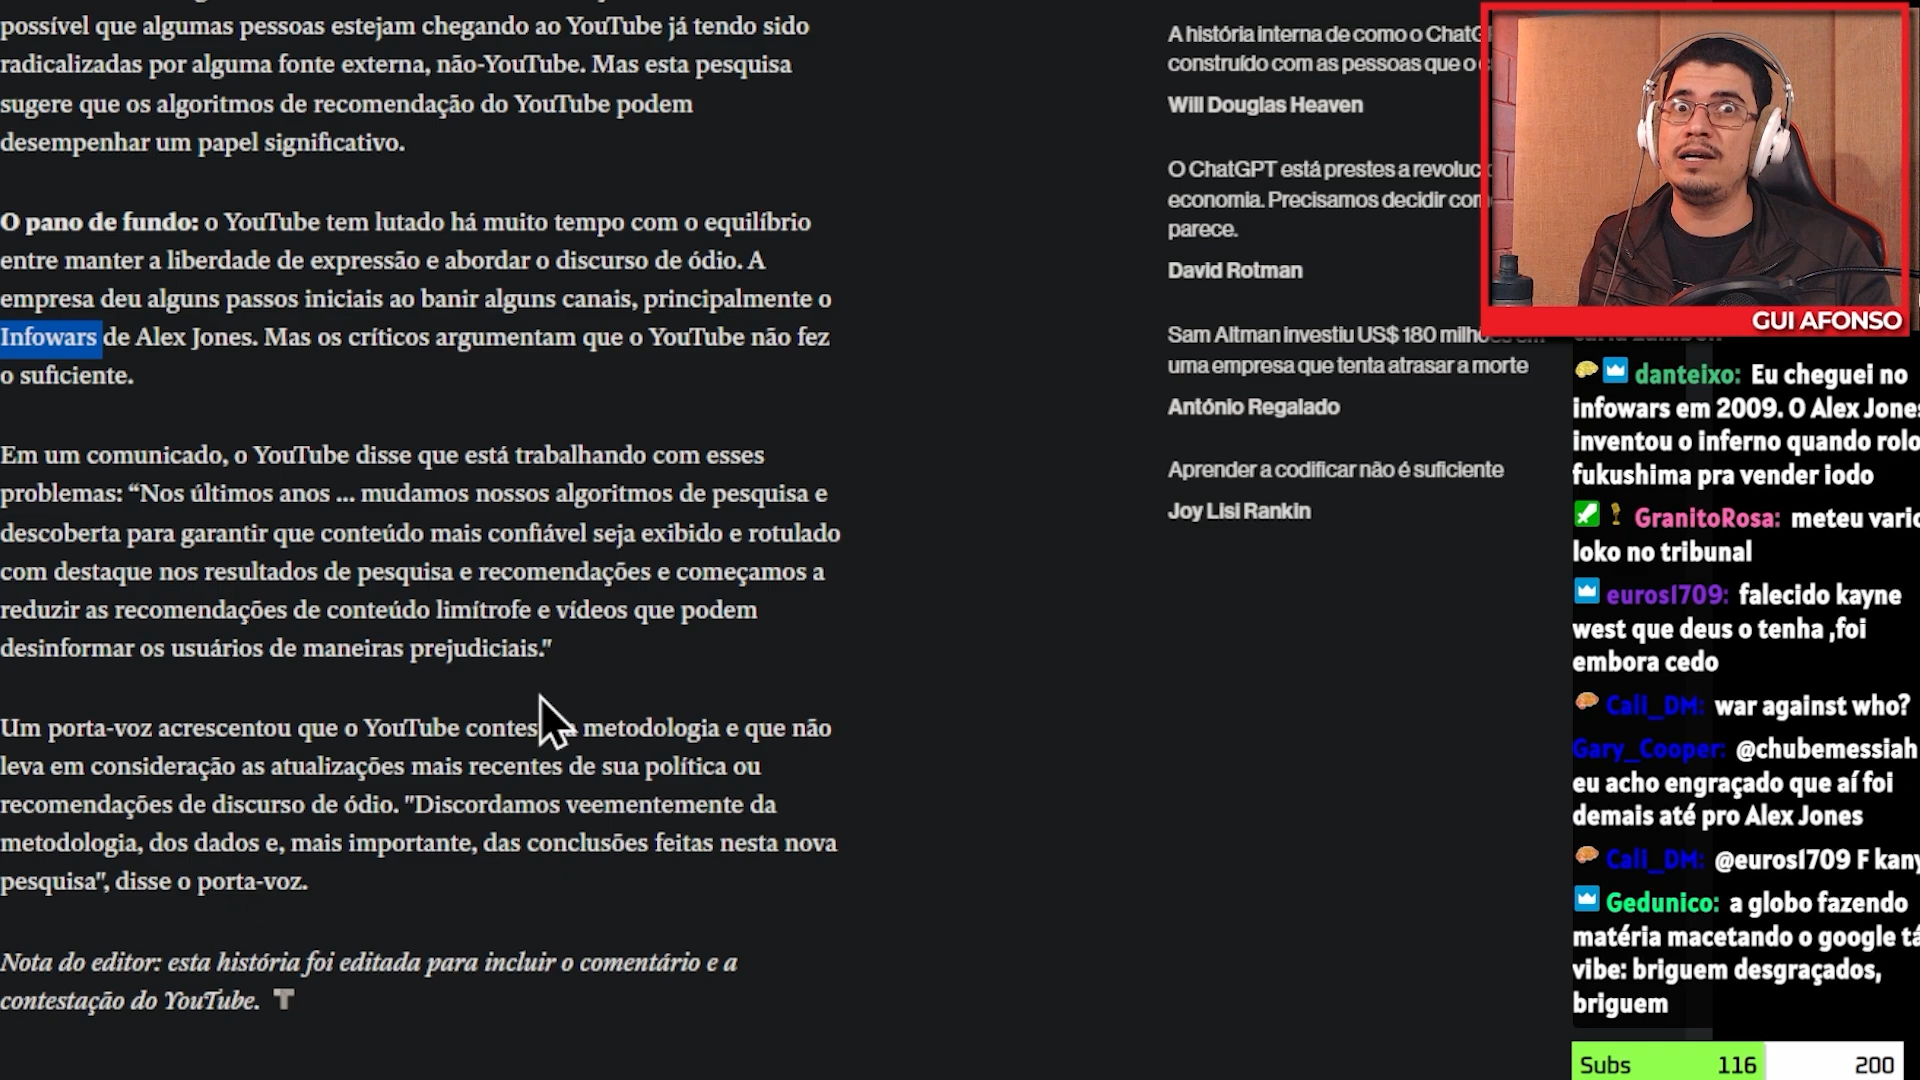 possível que algumas pessoas estejam chegando ao YouTube já tendo sido
radicalizadas por alguma fonte externa, não-YouTube. Mas esta pesquisa
sugere que os algoritmos de recomendação do YouTube podem
desempenhar um papel significativo.
O pano de fundo: o YouTube tem lutado há muito tempo com o equilíbrio
entre manter a liberdade de expressão e abordar o discurso de ódio. A
empresa deu alguns passos iniciais ao banir alguns canais, principalmente o
Infowars de Alex Jones. Mas os críticos argumentam que o YouTube não fez
o suficiente.
Em um comunicado, o YouTube disse que está trabalhando com esses
problemas: “Nos últimos anos ... mudamos nossos algoritmos de pesquisa e
descoberta para garantir que conteúdo mais confiável seja exibido e rotulado
com destaque nos resultados de pesquisa e recomendações e começamos a
reduzir as recomendações de conteúdo limítrofe e vídeos que podem
desinformar os usuários de maneiras prejudiciais."
Um porta-voz acrescentou que o YouTube metodologia e que não
leva em consideração as atualizações mais recentes de sua política ou
recomendações de discurso de ódio. "Discordamos veementemente da
metodologia, dos dados e, mais importante, das conclusões feitas nesta nova
pesquisa", disse o porta-voz.
Nota do editor: esta história foi editada para incluir o comentário e a
contestação do YouTube.
A história interna de como o
construído com as pessoas que o
Will Douglas Heaven
O ChatGPT está prestes a
economia. Precisamos decidir
parece.
David Rotman
Sam Altman investiu US$ 180
uma empresa que tenta atrasar a morte
António Regalado
Aprender a codificar não é suficiente
Joy Lisi Rankin
GUI AFONSO
danteixo: Eu cheguei no
infowars em 2009. O Alex Jones
inventou o inferno quando rolo
fukushima pra vender iodo
GranitoRosa: meteu
loko no tribunal
euros1709: falecido kayne
west que deus o tenha ,foi
embora cedo
Cali_DM: war against who?
Gary_Cooper: @chubemessiah
eu acho engraçado que aí foi
demais até pro Alex Jones
Cali_DM: @euros1709 F
Gedunico: a globo fazendo
matéria macetando o google tá
vibe: briguem desgraçados,
briguem
Subs 116 200